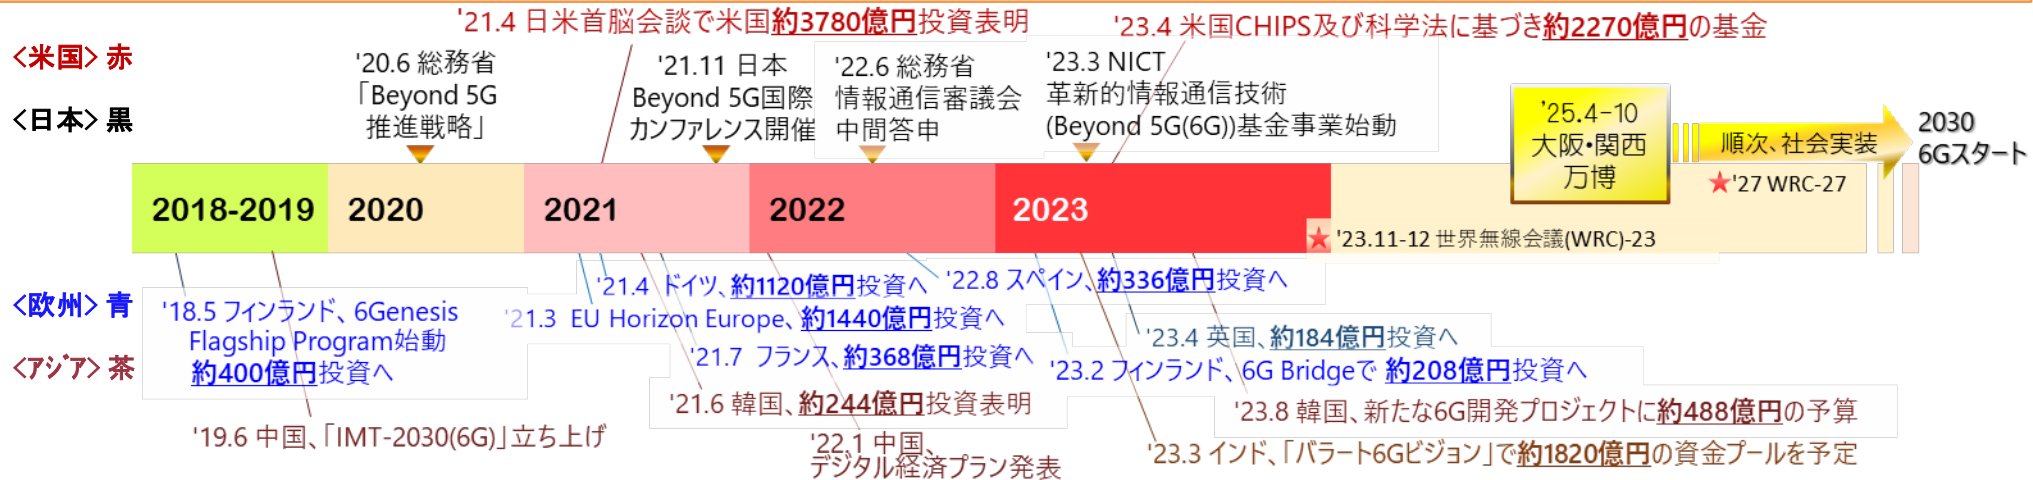 '21.4 日米首脳会談で米国約3780億円投資表明
'23.4 米国CHIPS及び科学法に基づき約2270億円の基金
<米国> 赤
<日本> 黒
'20.6 総務省
「Beyond 5G
推進戦略」
'21.11 日本
Beyond 5G国際
カンファレンス開催
'22.6 総務省
情報通信審議会
中間答申
'23.3 NICT
革新的情報通信技術
(Beyond 5G(6G))基金事業始動
'25.4-10
大阪・関西
万博
順次、社会実装
2030
6Gスタート
2018-2019
2020
2021
2022
2023
★'27 WRC-27
★ '23.11-12 世界無線会議(WRC)-23
<欧州> 青
<アジア> 茶
'18.5 フィンランド、6Genesis
Flagship Program始動
約400億円投資へ
'21.4 ドイツ、約1120億円投資へ
'22.8 スペイン、約336億円投資へ
'21.3 EU Horizon Europe、約1440億円投資へ
'23.4 英国、約184億円投資へ
'21.7 フランス、約368億円投資へ
'23.2 フィンランド、6G Bridgeで 約208億円投資へ
'21.6 韓国、約244億円投資表明
'23.8 韓国、新たな6G開発プロジェクトに約488億円の予算
'19.6 中国、「IMT-2030(6G)」立ち上げ
'22.1 中国、
デジタル経済プラン発表
'23.3 インド、「バラート6Gビジョン」で約1820億円の資金プールを予定